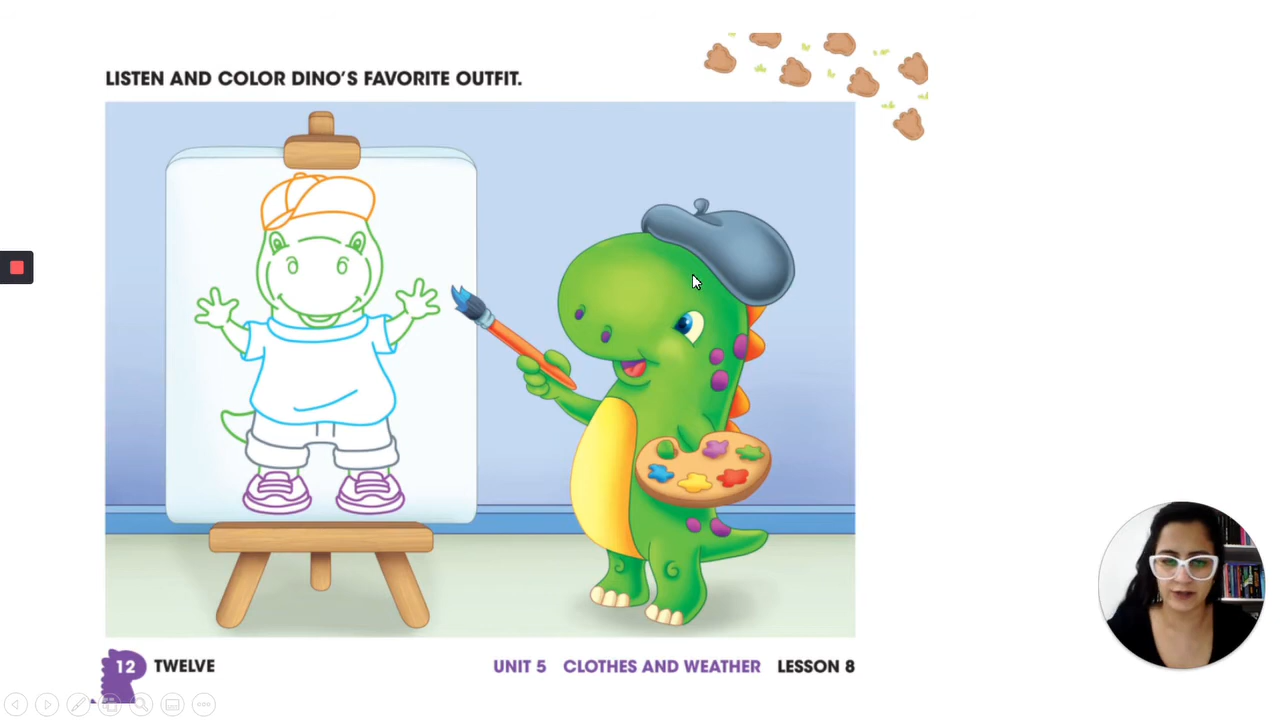 LISTEN AND COLOR DINO'S FAVORITE OUTFIT.
12 TWELVE
UNIT 5 CLOTHES AND WEATHER LESSON 8